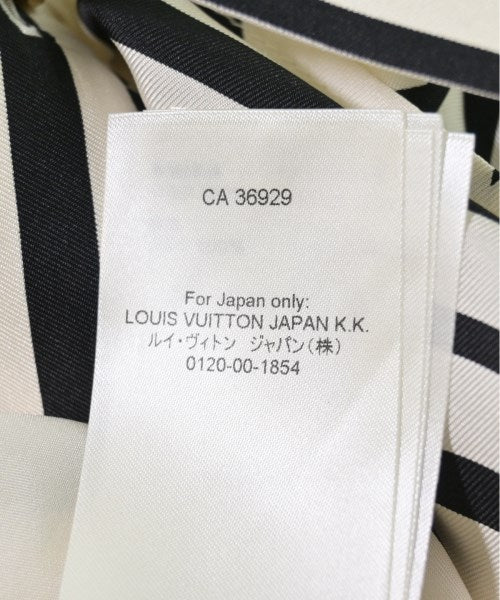 CA 36929
For Japan only:
LOUIS VUITTON JAPAN K.K.
ルイ・ヴィトン ジャパン(株)
0120-00-1854